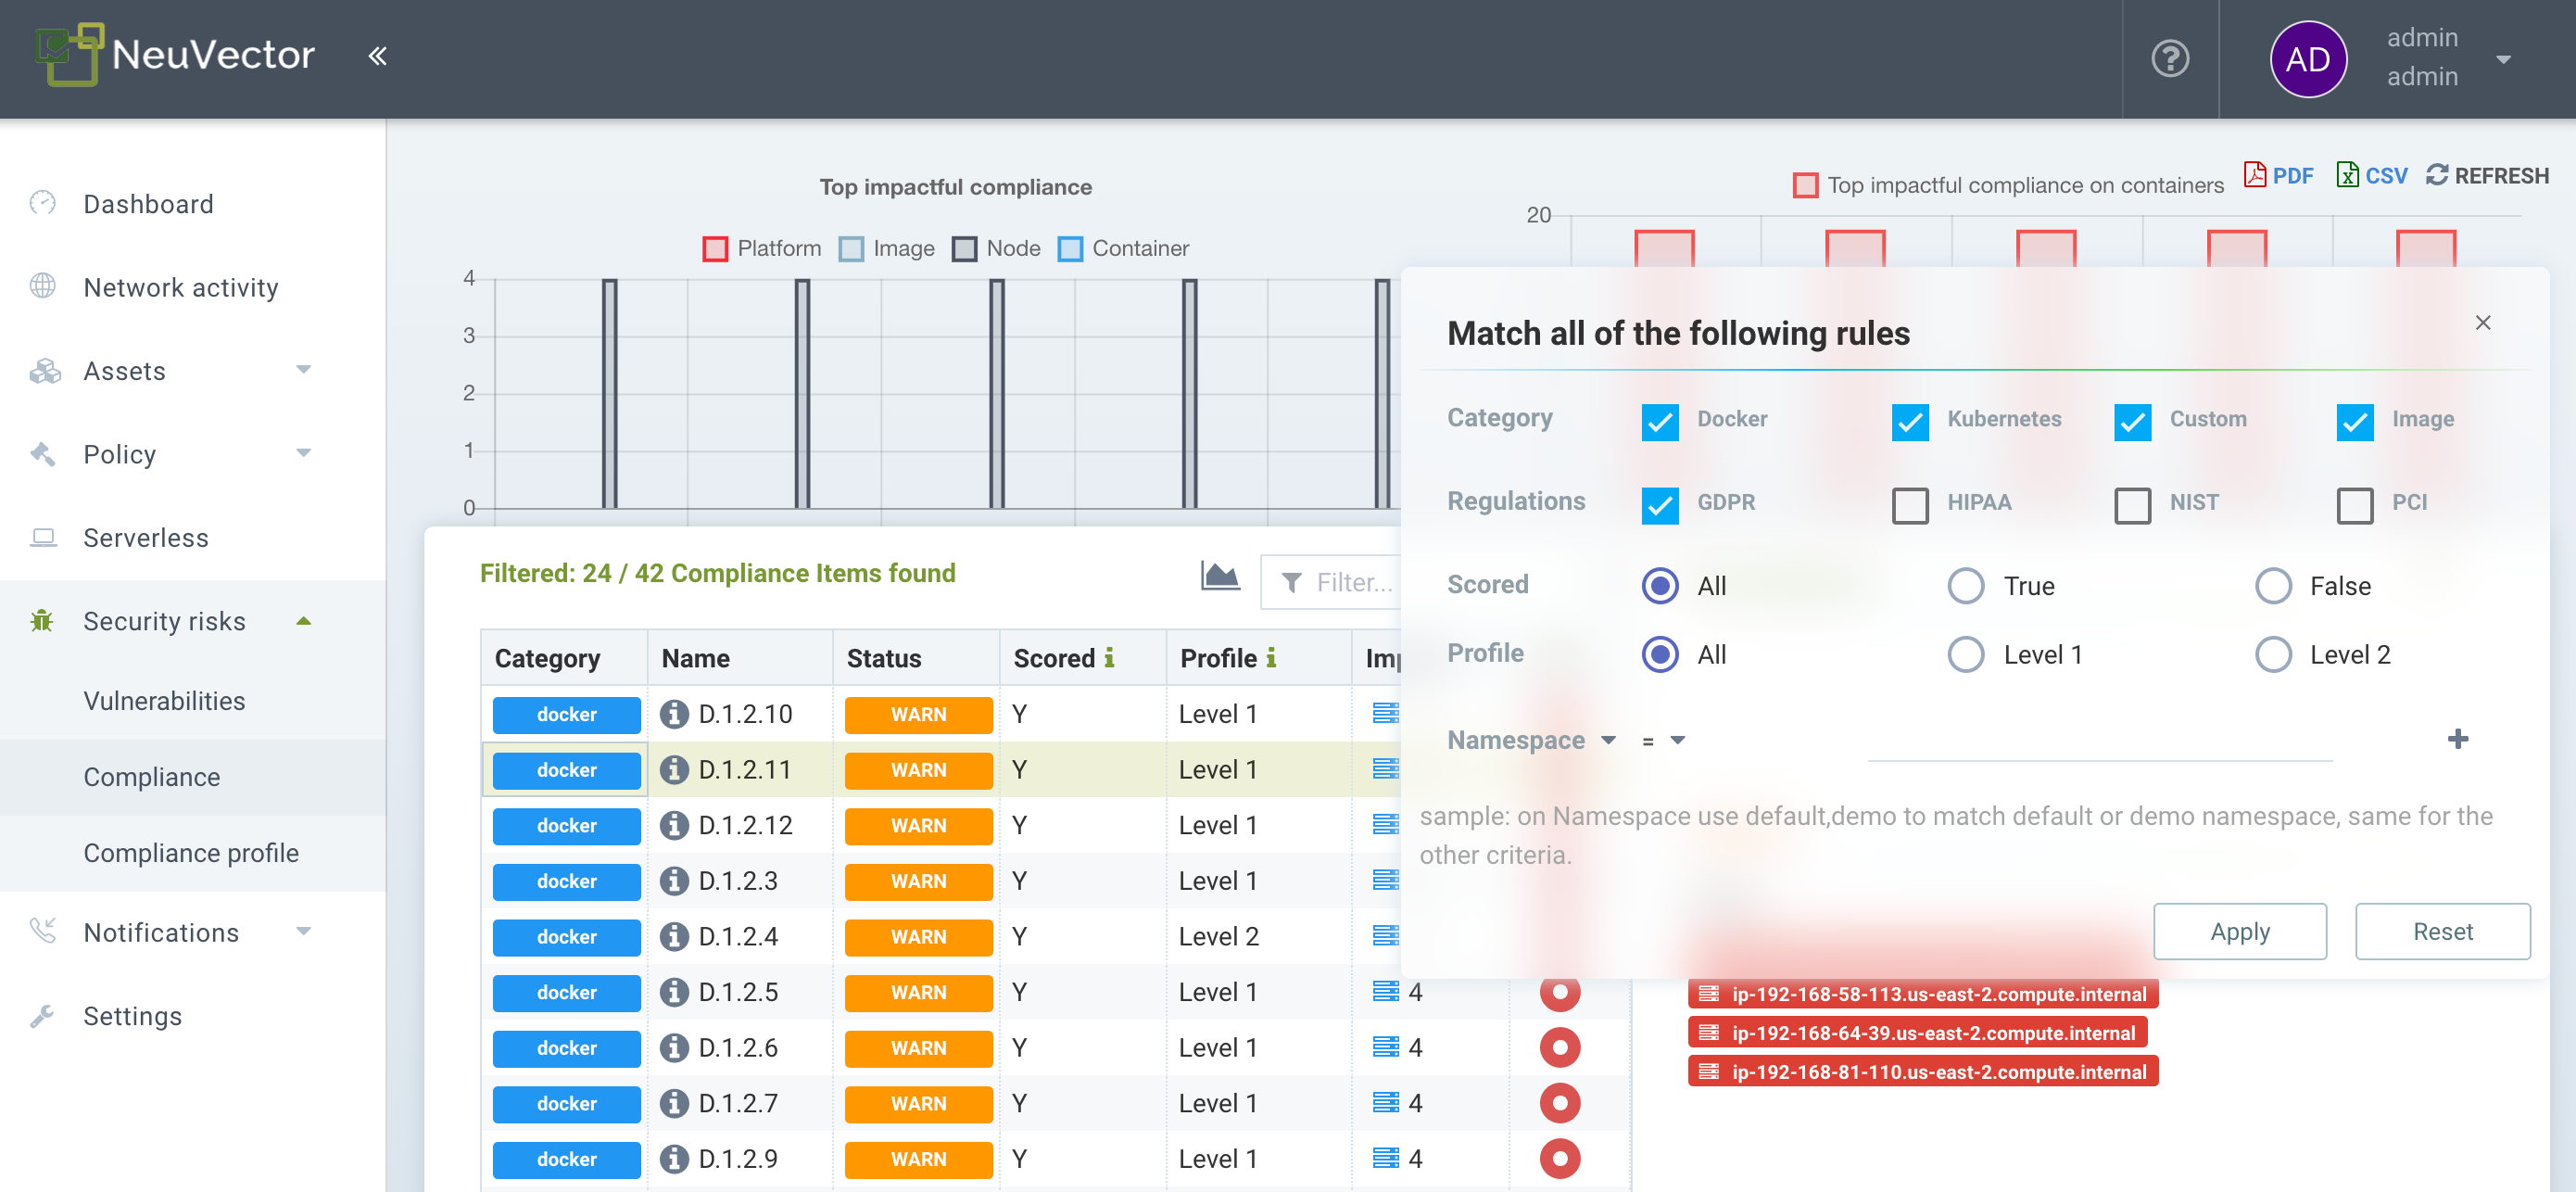 NeuVector
?
AD
admin
admin
Dashboard
Network activity
Assets
Policy
Serverless
Security risks
Vulnerabilities
Compliance
Compliance profile
Notifications
Settings
Top impactful compliance
Platform Image Node Container
4
3
2
1
0
Top impactful compliance on containers
PDF CSV REFRESH
20
Filtered: 24 / 42 Compliance Items found
Filter...
Category Name Status Scored Profile
docker D.1.2.10 WARN Y Level 1
docker D.1.2.11 WARN Y Level 1
docker D.1.2.12 WARN Y Level 1
docker D.1.2.3 WARN Y Level 1
docker D.1.2.4 WARN Y Level 2
docker D.1.2.5 WARN Y Level 1 4
docker D.1.2.6 WARN Y Level 1 4
docker D.1.2.7 WARN Y Level 1 4
docker D.1.2.9 WARN Y Level 1 4
Match all of the following rules
Category Docker Kubernetes Custom Image
Regulations GDPR HIPAA NIST PCI
Scored All True False
Profile All Level 1 Level 2
Namespace =
sample: on Namespace use default,demo to match default or demo namespace, same for the
other criteria.
Apply Reset
ip-192-168-58-113.us-east-2.compute.internal
ip-192-168-64-39.us-east-2.compute.internal
ip-192-168-81-110.us-east-2.compute.internal